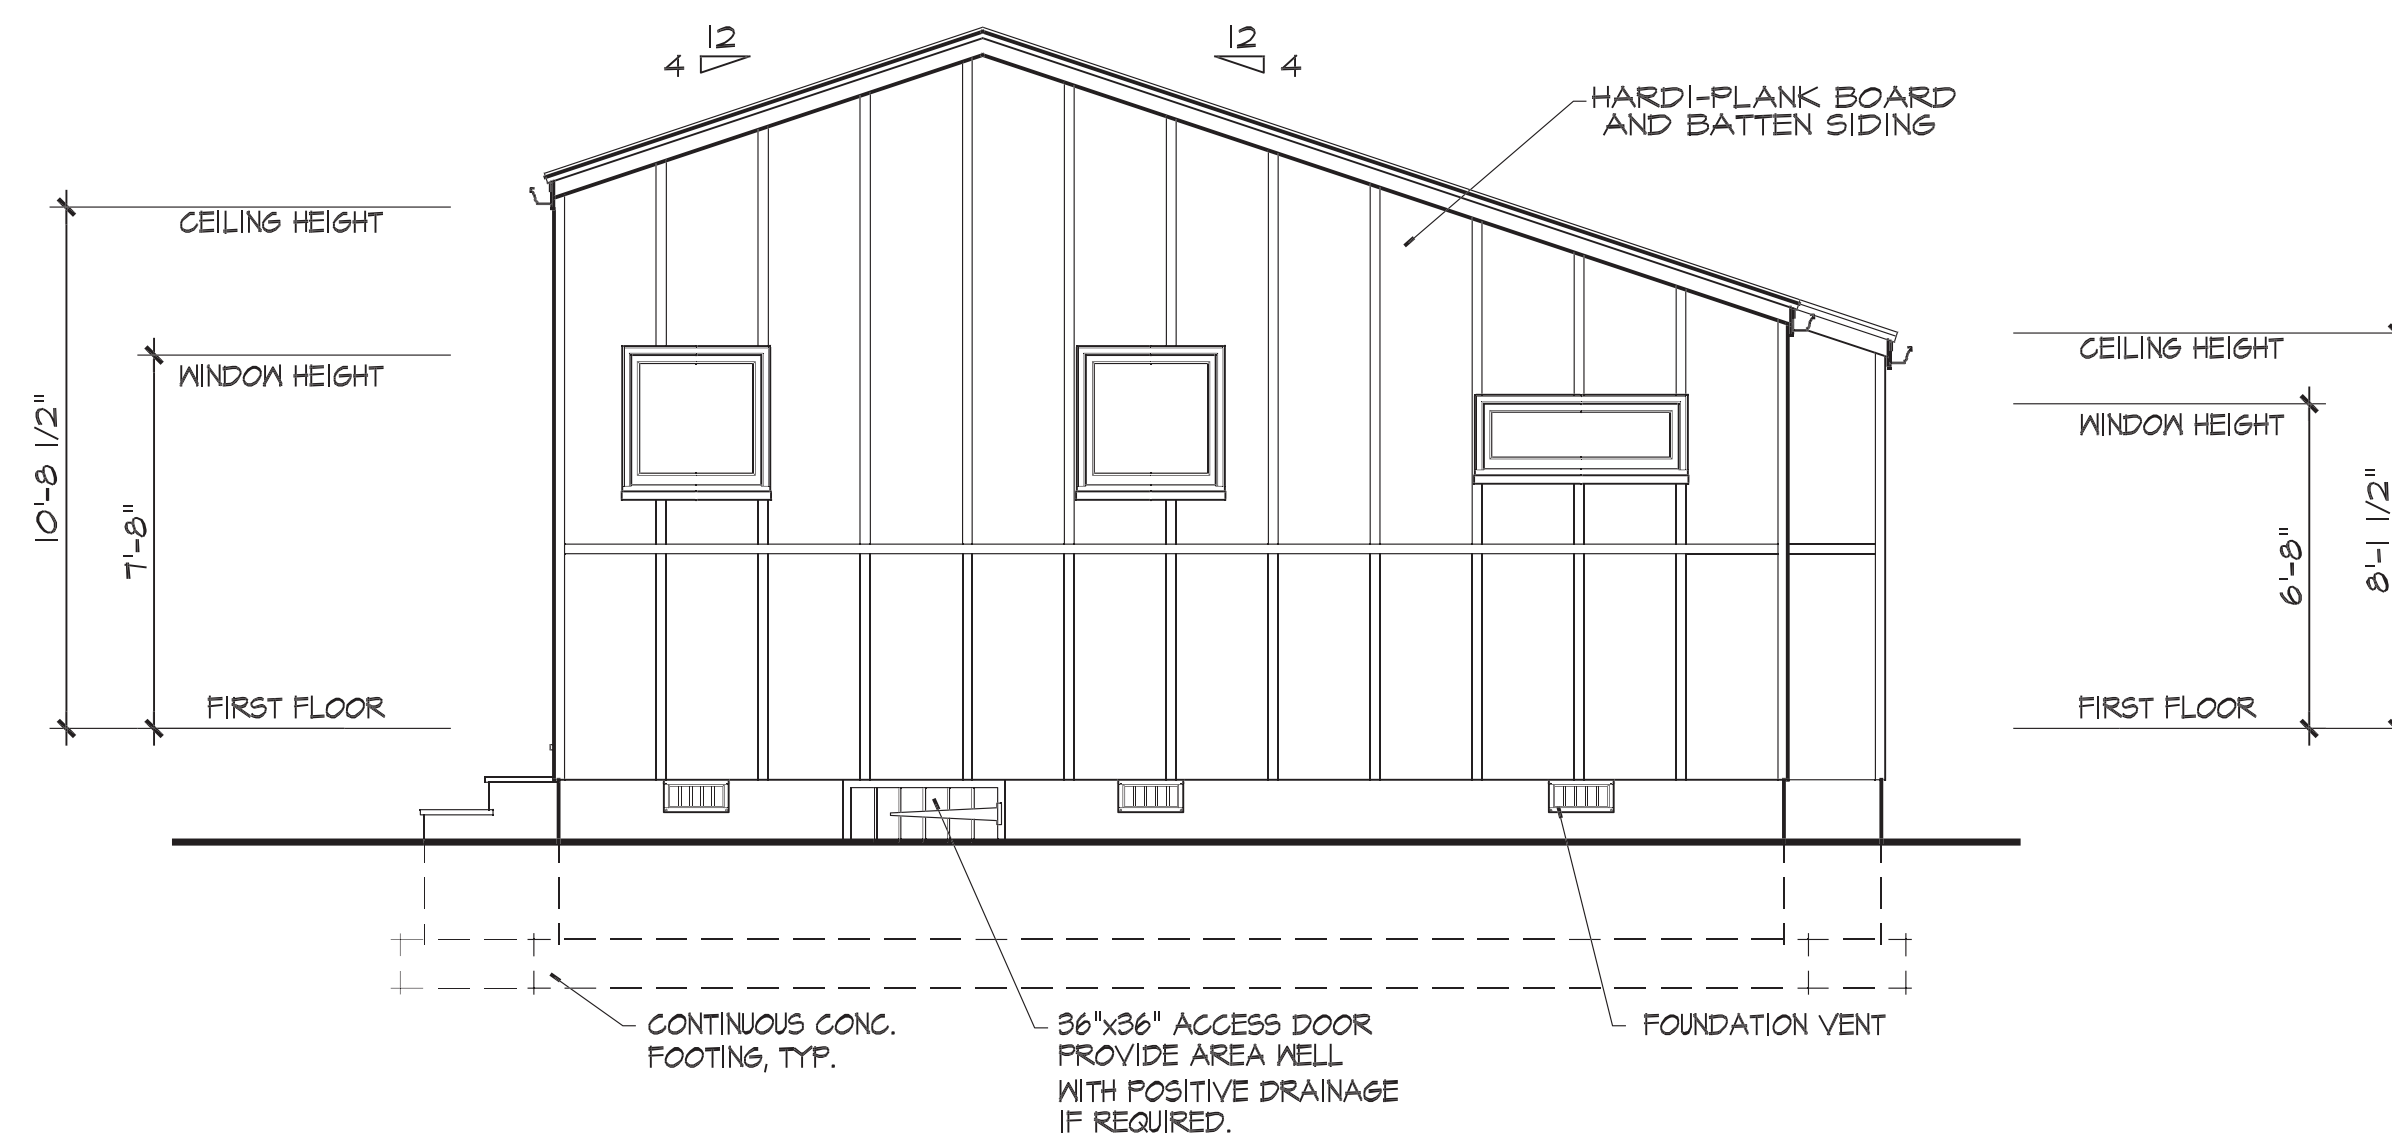 12
4
12
4
HARDI-PLANK BOARD
AND BATTEN SIDING
CEILING HEIGHT
WINDOW HEIGHT
10'-8 1/2"
7'-8"
FIRST FLOOR
CEILING HEIGHT
WINDOW HEIGHT
6'-8"
8'-1 1/2"
FIRST FLOOR
CONTINUOUS CONC.
FOOTING, TYP.
36"x36" ACCESS DOOR
PROVIDE AREA WELL
WITH POSITIVE DRAINAGE
IF REQUIRED.
FOUNDATION VENT